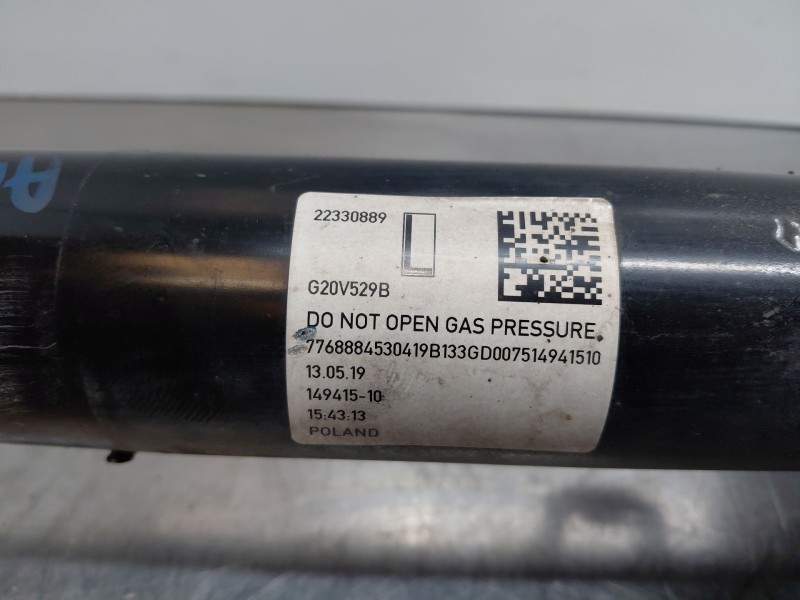 22330889
L
G20V529B
DO NOT OPEN GAS PRESSURE
7768884530419B133GD007514941510
13.05.19
149415-10
15:43:13
POLAND